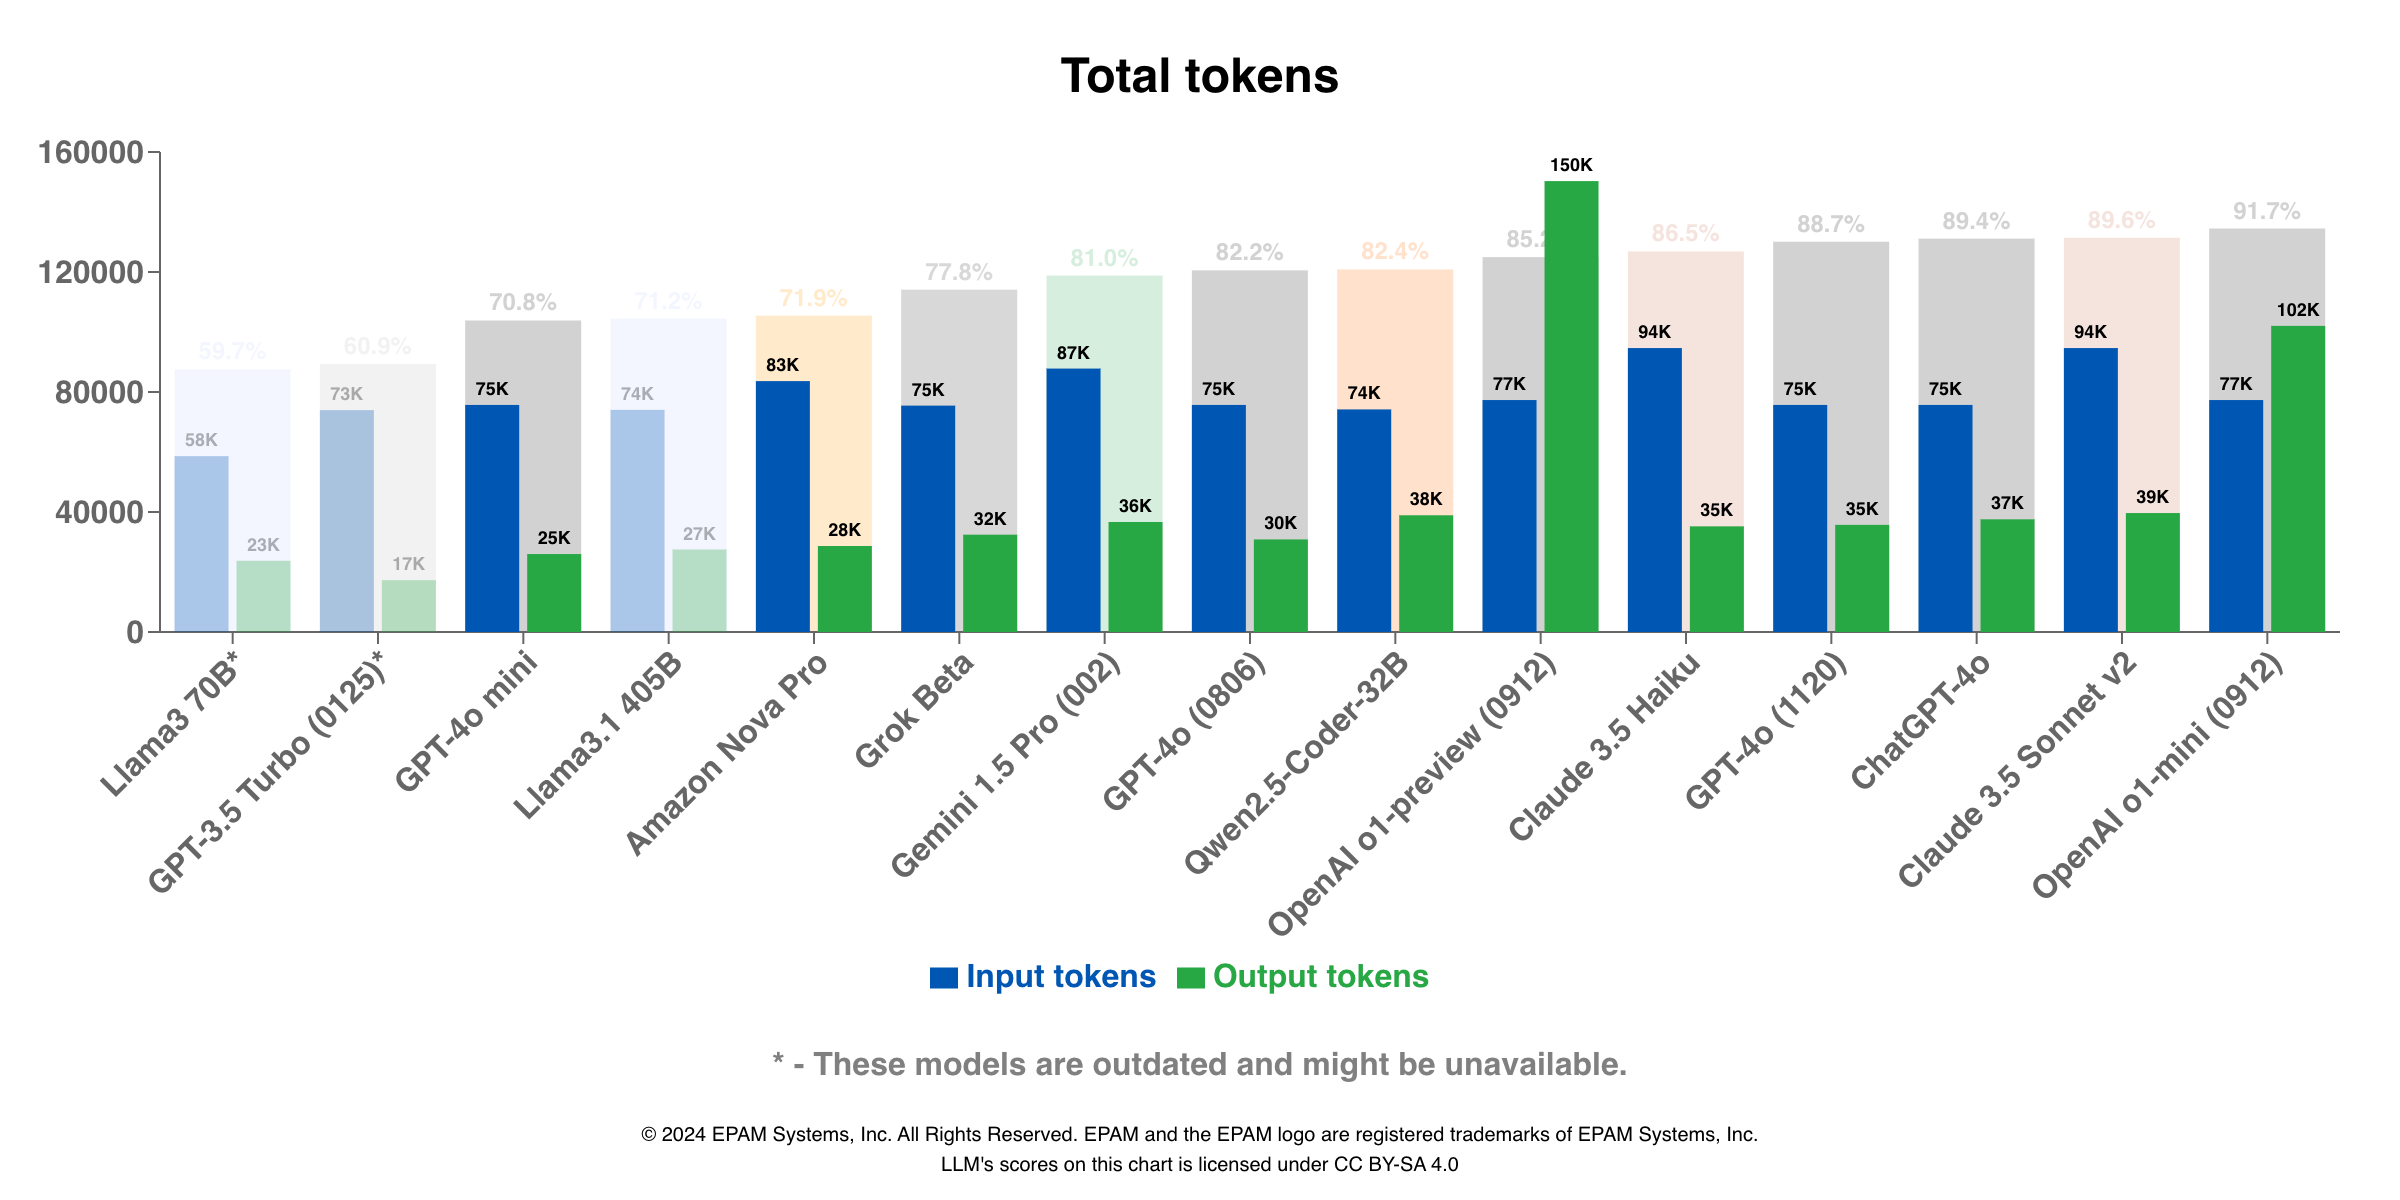 Total tokens
160000
120000
80000
40000
0
59.7%
60.9%
70.8%
71.2%
71.9%
77.8%
81.0%
82.2%
82.4%
86.5%
88.7%
89.4%
89.6%
91.7%
58K
23K
73K
17K
75K
25K
74K
27K
83K
28K
75K
32K
87K
36K
75K
30K
74K
38K
77K
150K
94K
35K
75K
35K
75K
37K
94K
39K
77K
102K
Llama3 70B*
GPT-3.5 Turbo (0125)*
GPT-4o mini
Llama3.1 405B
Amazon Nova Pro
Grok Beta
Gemini 1.5 Pro (002)
GPT-4o (0806)
Qwen2.5-Coder-32B
OpenAI o1-preview (0912)
Claude 3.5 Haiku
GPT-4o (1120)
ChatGPT-4o
Claude 3.5 Sonnet v2
OpenAI o1-mini (0912)
Input tokens Output tokens
* - These models are outdated and might be unavailable.
© 2024 EPAM Systems, Inc. All Rights Reserved. EPAM and the EPAM logo are registered trademarks of EPAM Systems, Inc.
LLM's scores on this chart is licensed under CC BY-SA 4.0